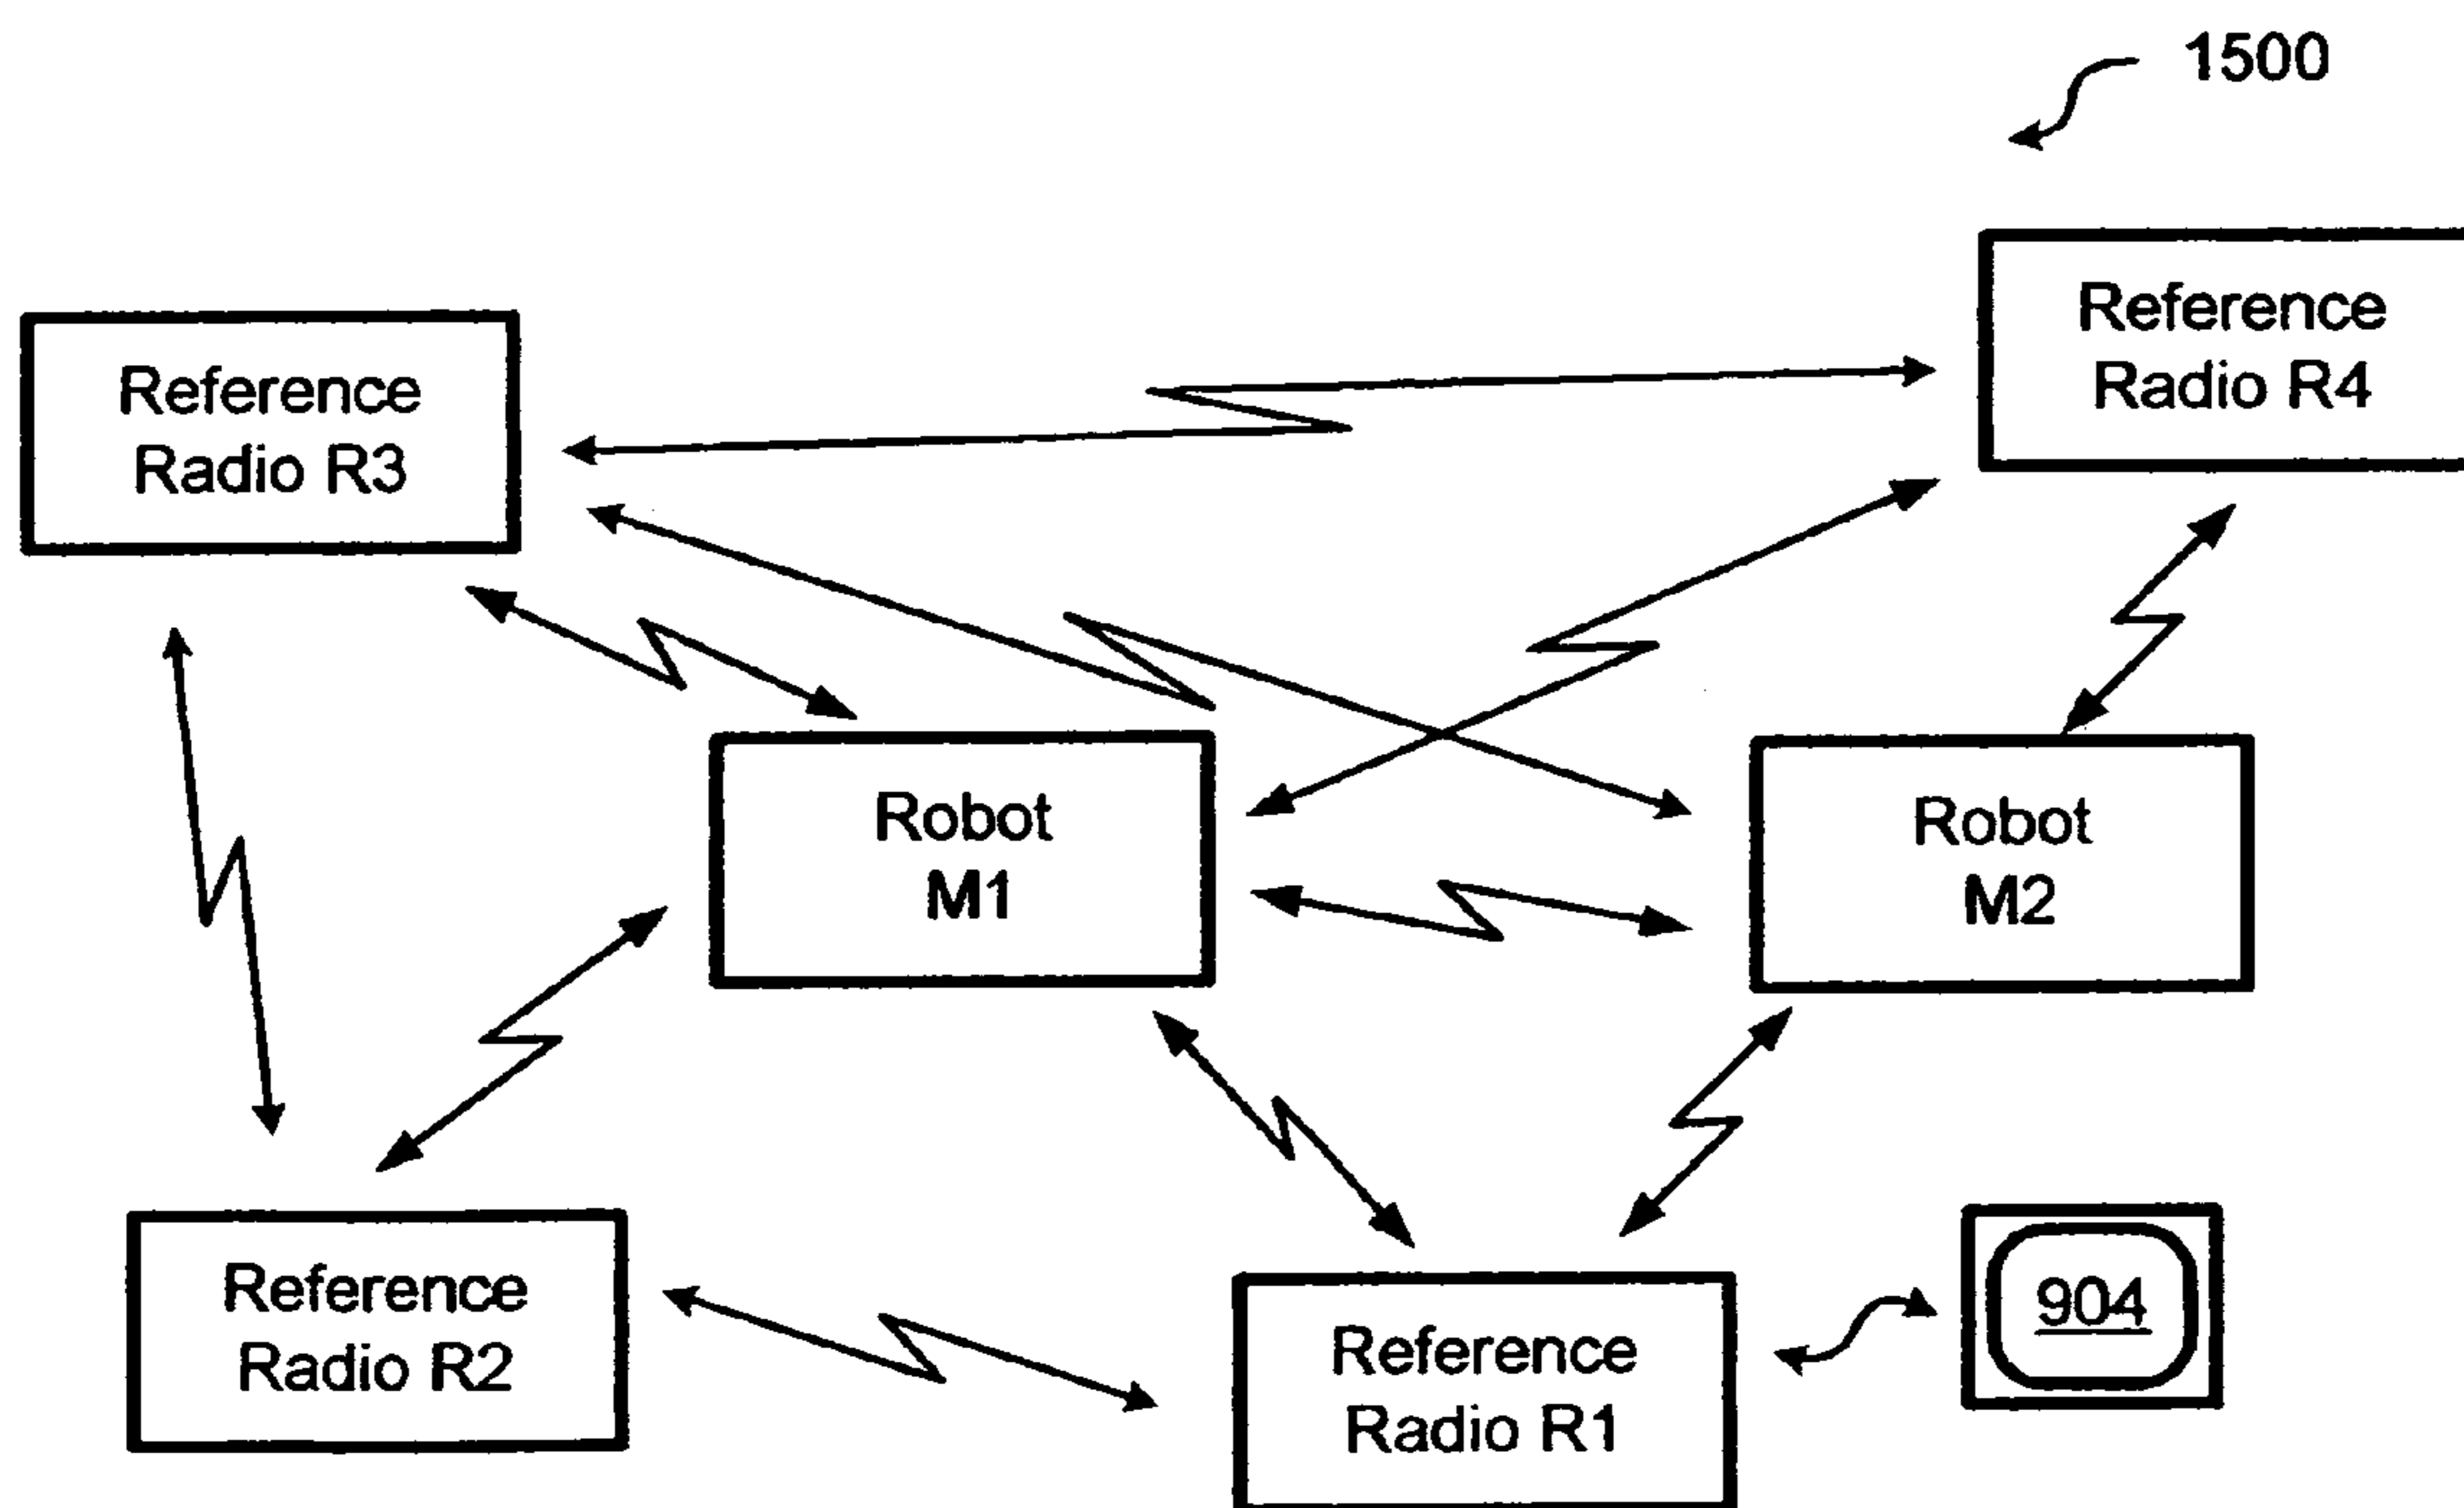 1500
Reference
Radio R4
Reference
Radio R3
Robot
M1
Robot
M2
Reference
Radio R2
Reference
Radio R1
904